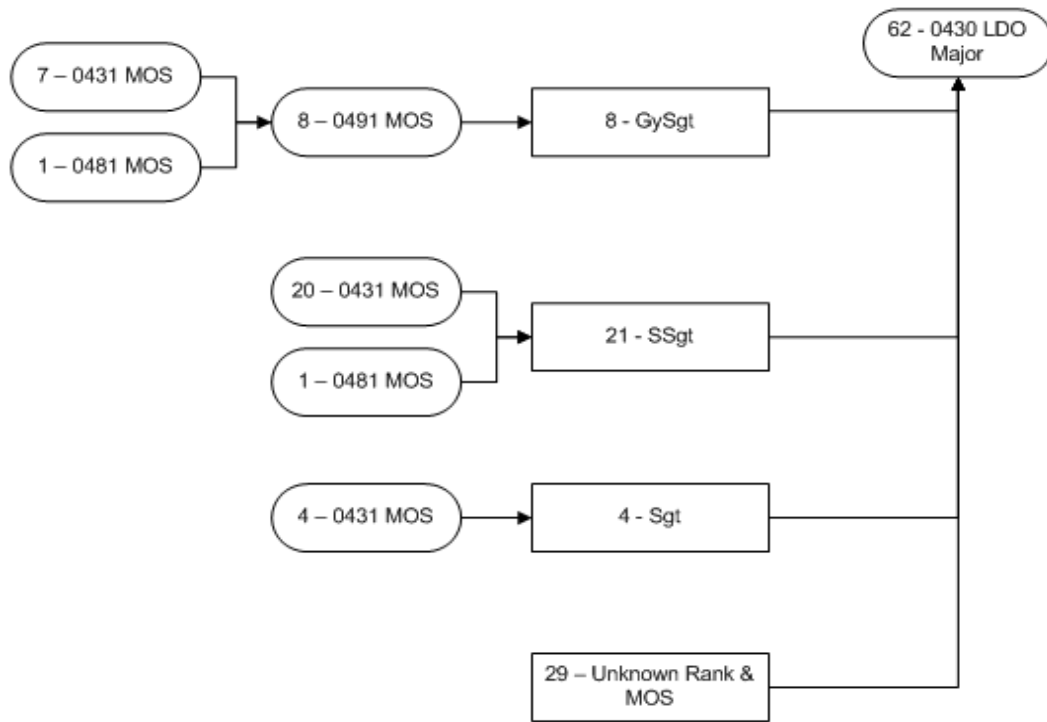 62 - 0430 LDO
Major
7 – 0431 MOS
8 – 0491 MOS
8 - GySgt
1 – 0481 MOS
20 – 0431 MOS
21 - SSgt
1 – 0481 MOS
4 – 0431 MOS
4 - Sgt
29 – Unknown Rank &
MOS